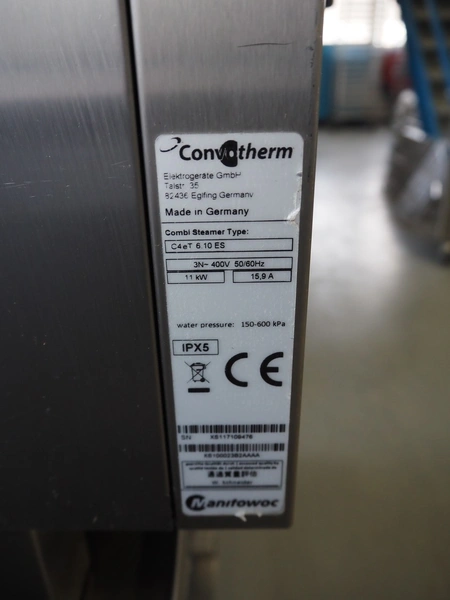 Convotherm
Elektrogeräte GmbH
Talstr. 35
82436 Eglfing Germany
Made in Germany
Combi Steamer Type:
C4eT 6.10 ES
3N~ 400V 50/60Hz
11 kW 15,9 A
water pressure: 150-600 kPa
IPX5
CE
SN:
Manitowoc